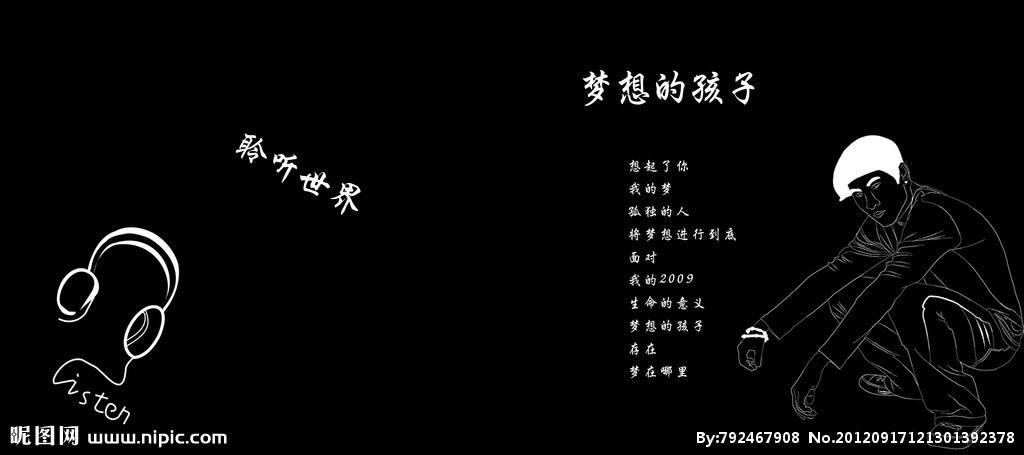 聆听世界
listen
梦想的孩子
想起了你
我的梦
孤独的人
将梦想进行到底
面对
我的2009
生命的意义
梦想的孩子
存在
梦在哪里
昵图网 www.nipic.com
By:792467908 No.20120917121301392378